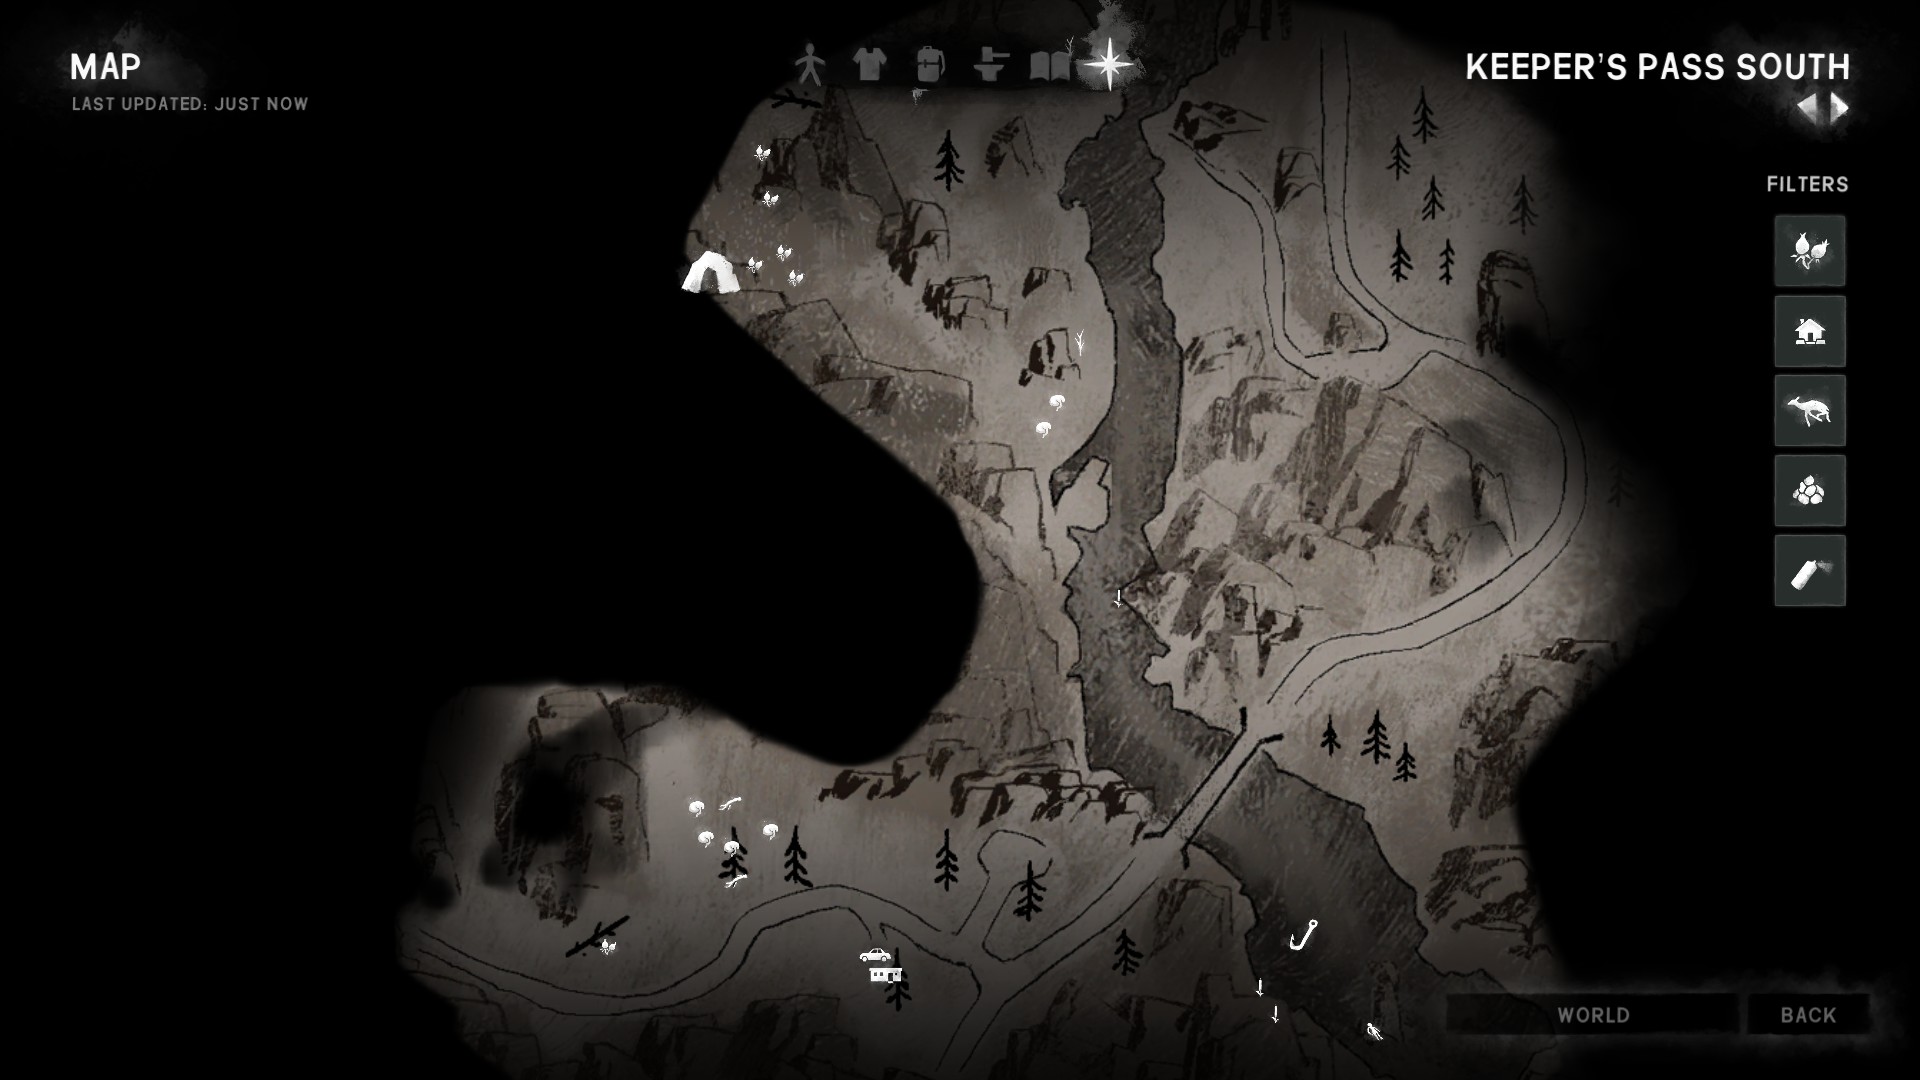 MAP
LAST UPDATED: JUST NOW
KEEPER'S PASS SOUTH
FILTERS
WORLD
BACK